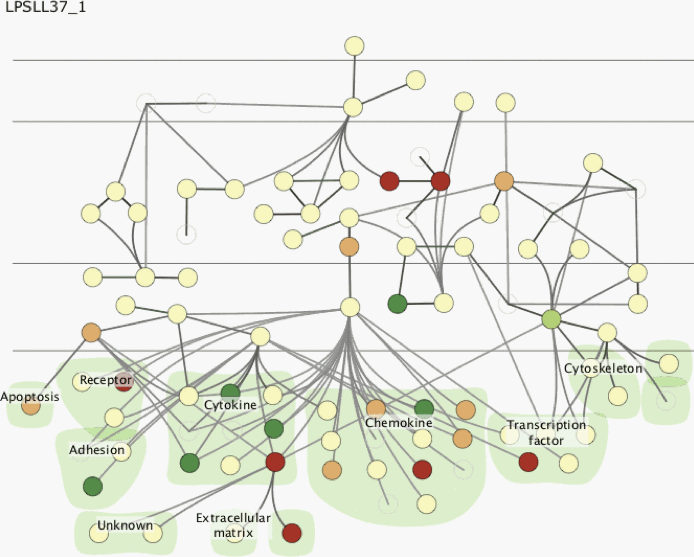 LPSLL37_1
Cytoskeleton
Receptor
Apoptosis
Cytokine
Chemokine
Transcription
factor
Adhesion
Unknown
Extracellular
matrix